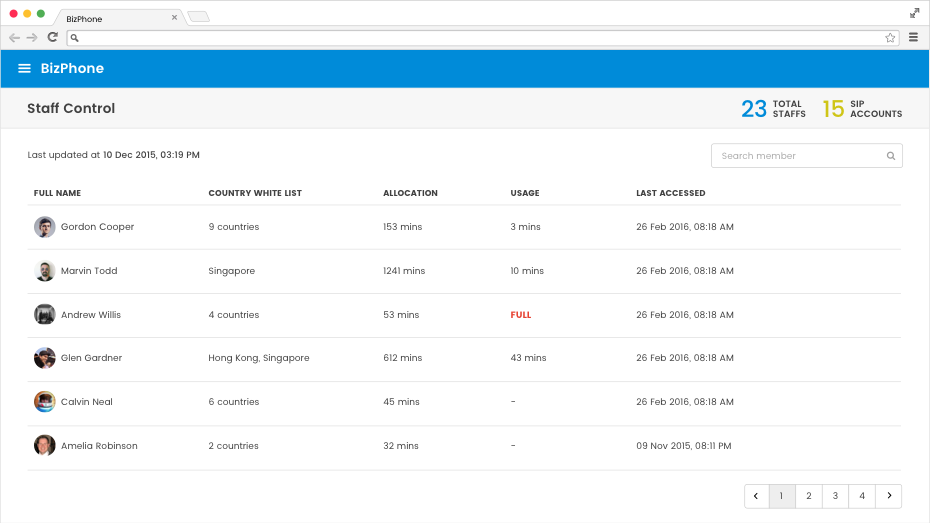 BizPhone
BizPhone
Staff Control
23 TOTAL STAFFS
15 SIP ACCOUNTS
Last updated at 10 Dec 2015, 03:19 PM
Search member
FULL NAME COUNTRY WHITE LIST ALLOCATION USAGE LAST ACCESSED
Gordon Cooper 9 countries 153 mins 3 mins 26 Feb 2016, 08:18 AM
Marvin Todd Singapore 1241 mins 10 mins 26 Feb 2016, 08:18 AM
Andrew Willis 4 countries 53 mins FULL 26 Feb 2016, 08:18 AM
Glen Gardner Hong Kong, Singapore 612 mins 43 mins 26 Feb 2016, 08:18 AM
Calvin Neal 6 countries 45 mins - 26 Feb 2016, 08:18 AM
Amelia Robinson 2 countries 32 mins - 09 Nov 2015, 08:11 PM
1 2 3 4